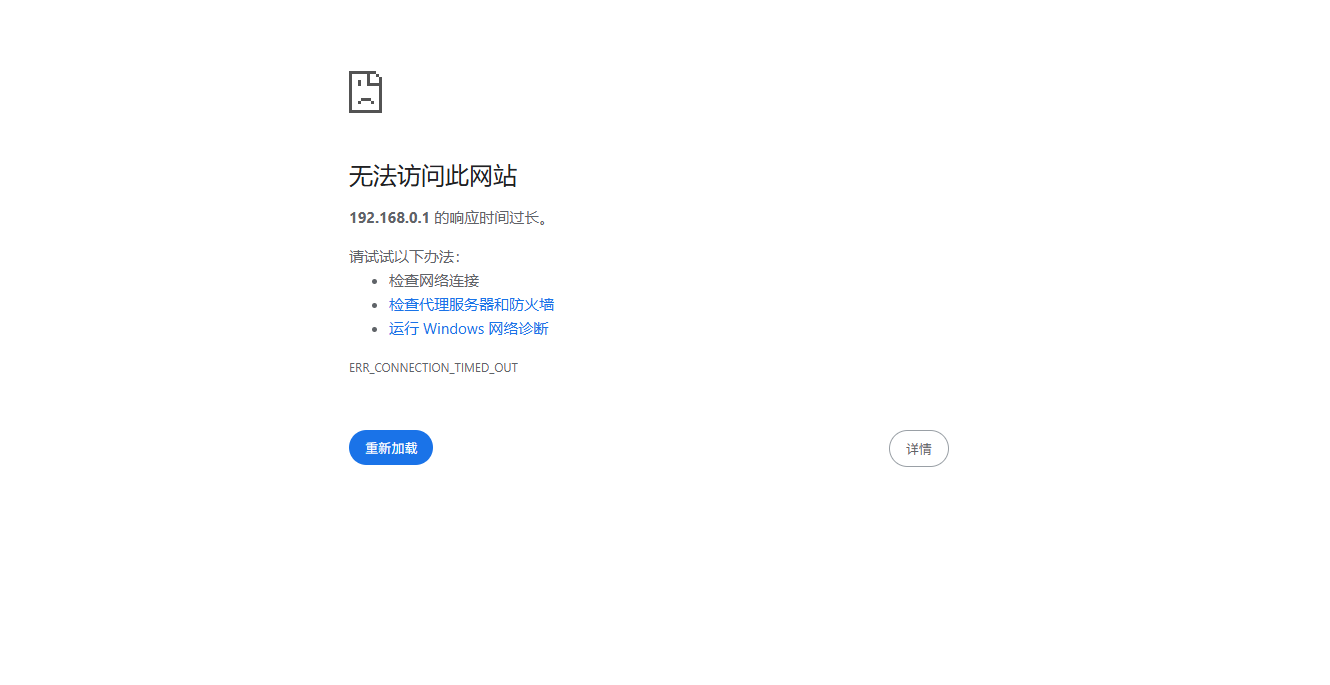 无法访问此网站
192.168.0.1 的响应时间过长。
请试试以下办法：
检查网络连接
检查代理服务器和防火墙
运行 Windows 网络诊断
ERR_CONNECTION_TIMED_OUT
重新加载
详情